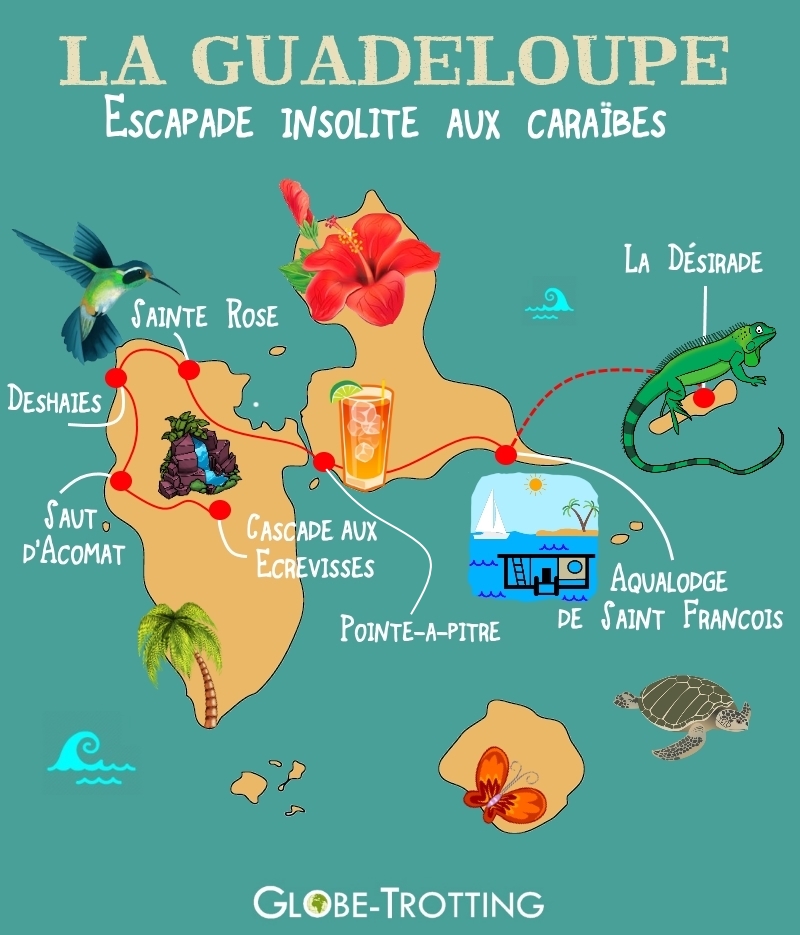 LA GUADELOUPE
ESCAPADE INSOLITE AUX CARAÏBES
LA DÉSIRADE
SAINTE ROSE
DESHAIES
SAUT
D'ACOMAT
CASCADE AUX
ECREVISSES
POINTE-A-PITRE
AQUALODGE
DE SAINT FRANCOIS
GLOBE-TROTTING